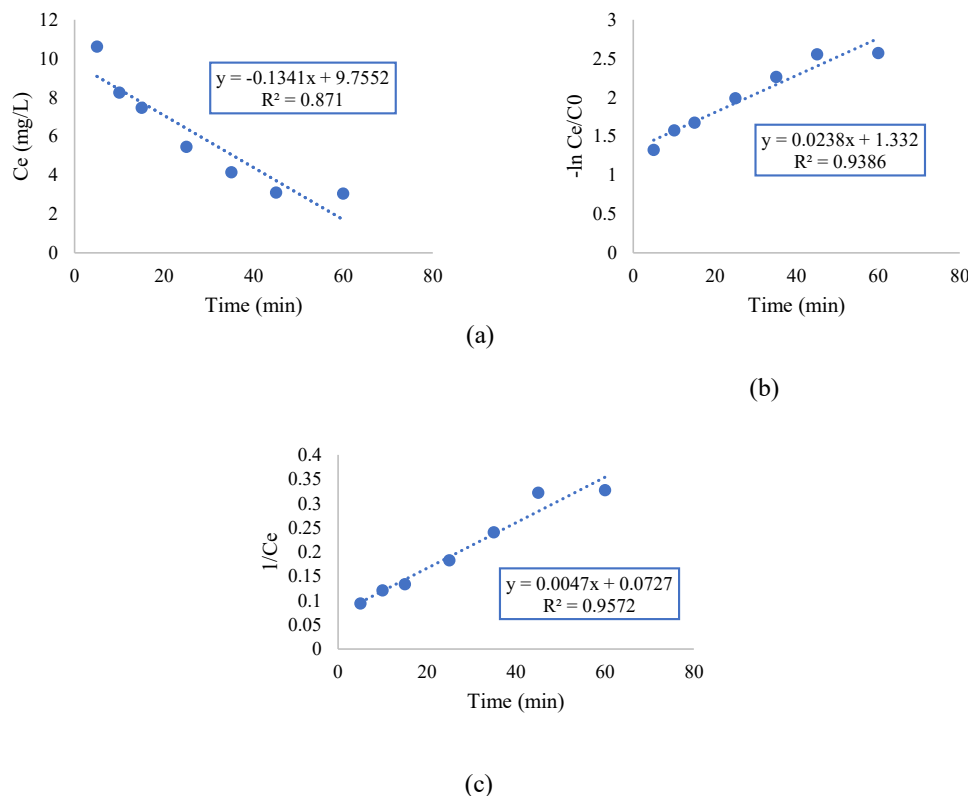 12
10
8
6
4
2
0
Ce (mg/L)
y = -0.1341x + 9.7552
R² = 0.871
0 20 40 60 80
Time (min)
(a)
3
2.5
2
1.5
1
0.5
0
-ln Ce/C0
y = 0.0238x + 1.332
R² = 0.9386
0 20 40 60 80
Time (min)
(b)
0.4
0.35
0.3
0.25
0.2
0.15
0.1
0.05
0
1/Ce
y = 0.0047x + 0.0727
R² = 0.9572
0 20 40 60 80
Time (min)
(c)